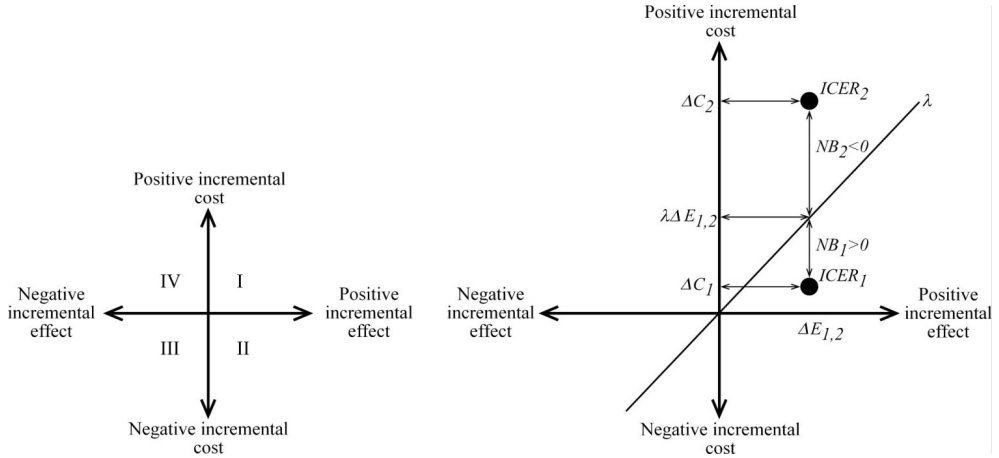 Positive incremental
cost
IV
I
Negative
incremental
effect
Positive
incremental
effect
III
II
Negative incremental
cost
Positive incremental
cost
ΔC2
ICER2
λ
NB2<0
λΔE1,2
NB1>0
ΔC1
ICER1
Negative
incremental
effect
Positive
incremental
effect
ΔE1,2
Negative incremental
cost